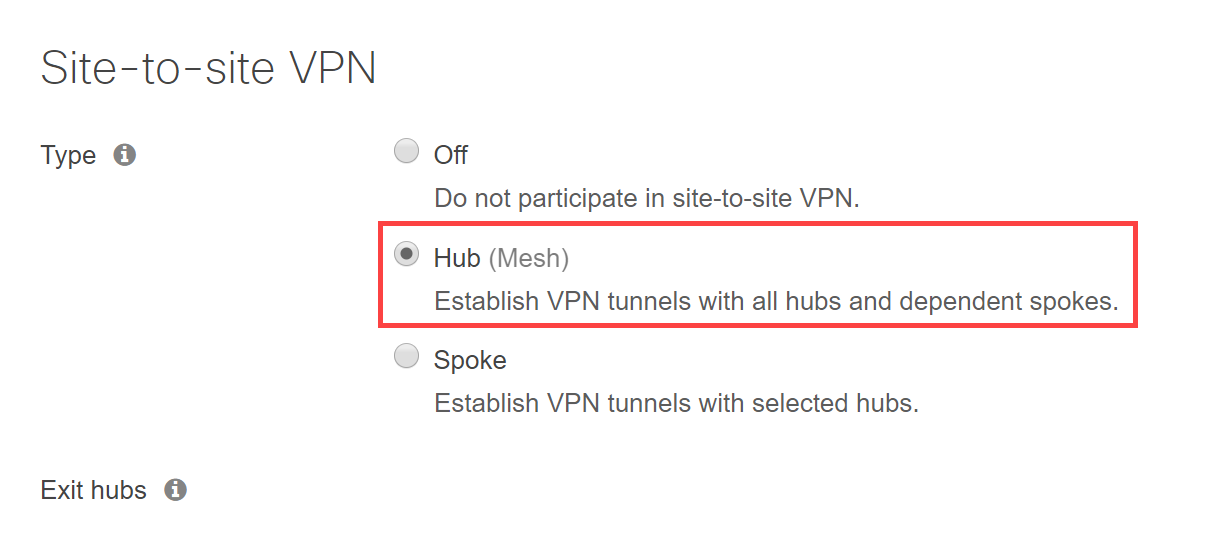 Site-to-site VPN
Type
Off
Do not participate in site-to-site VPN.
Hub (Mesh)
Establish VPN tunnels with all hubs and dependent spokes.
Spoke
Establish VPN tunnels with selected hubs.
Exit hubs